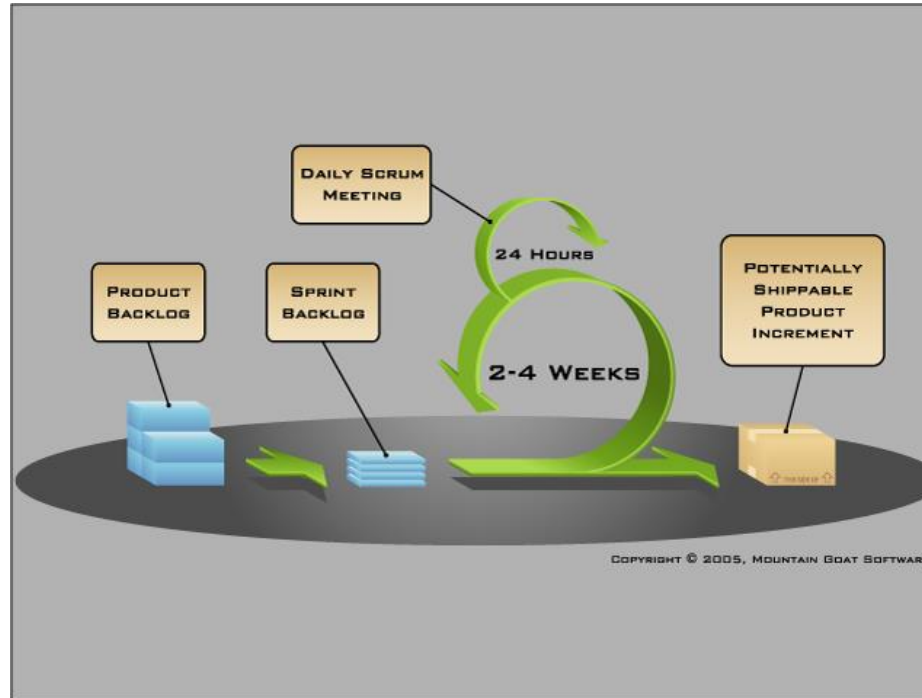 DAILY SCRUM
MEETING
24 HOURS
PRODUCT
BACKLOG
SPRINT
BACKLOG
POTENTIALLY
SHIPPABLE
PRODUCT
INCREMENT
2-4 WEEKS
COPYRIGHT © 2005, MOUNTAIN GOAT SOFTWARE